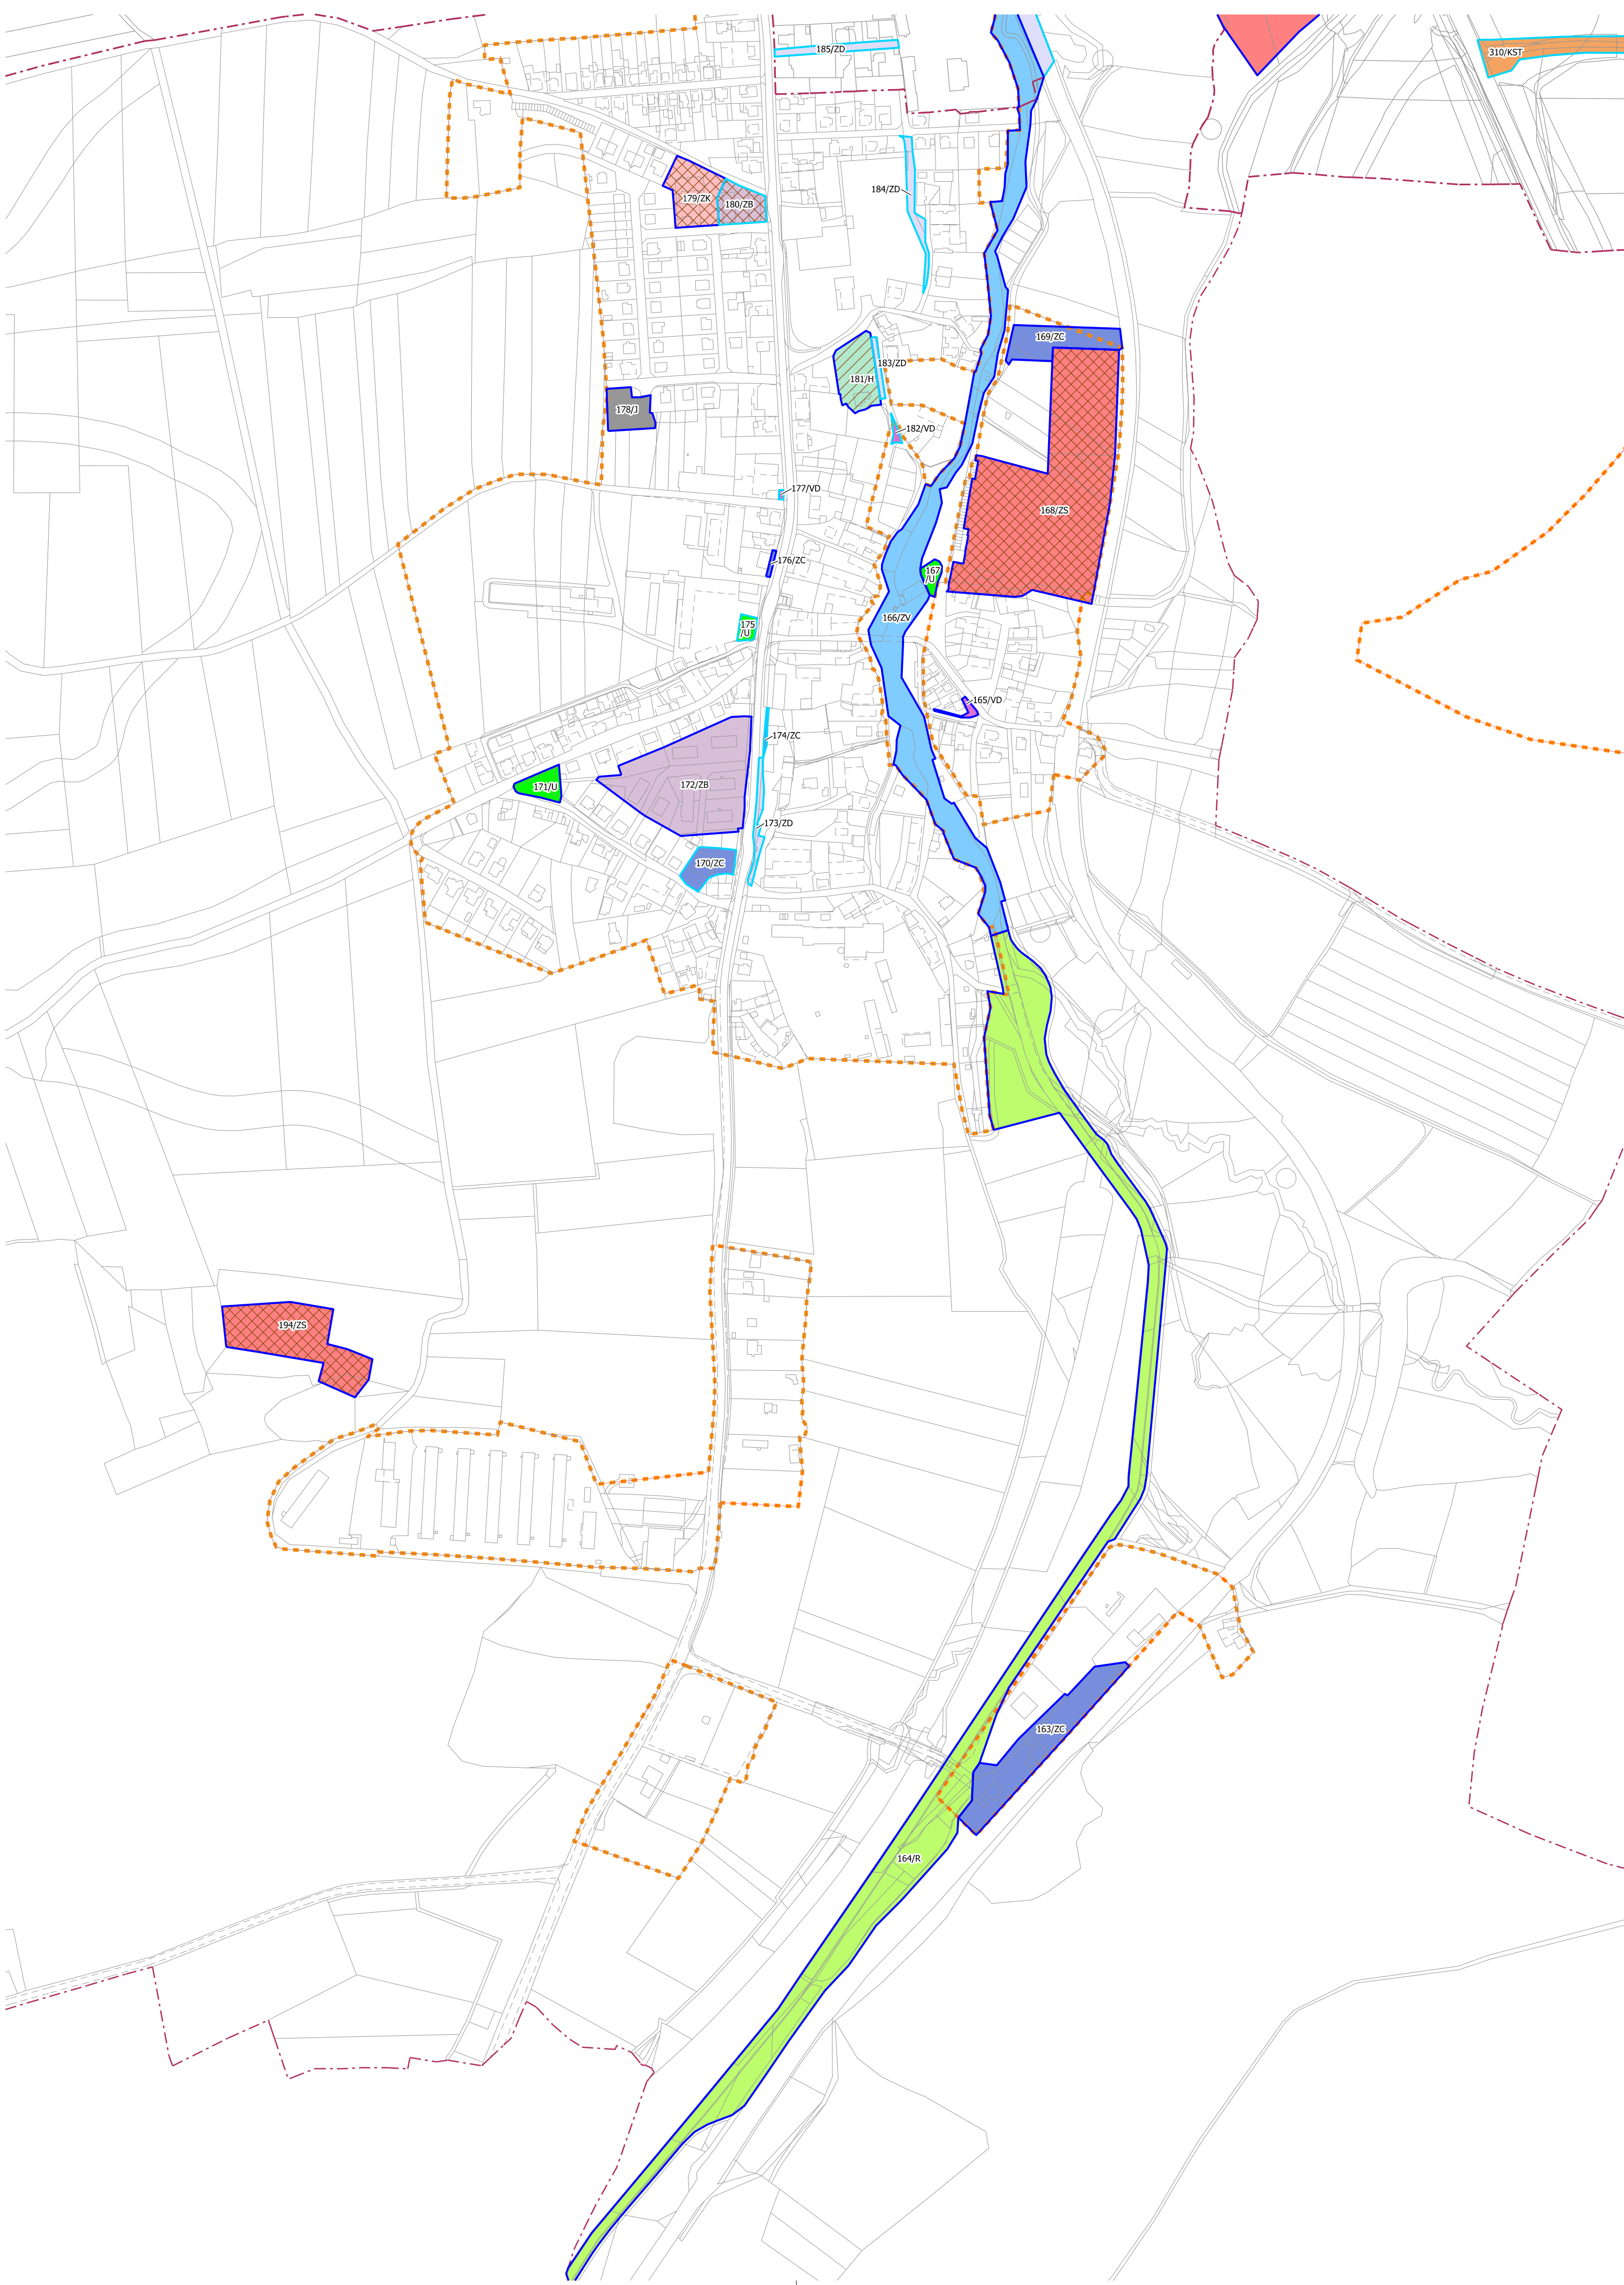 185/ZD
310/KST
184/ZD
179/ZK
180/ZB
169/ZC
183/ZD
181/H
178/J
182/VD
177/VD
168/ZS
176/ZC
167
/U
166/ZV
175
/U
165/VD
174/ZC
172/ZB
171/U
173/ZD
170/ZC
194/ZS
163/ZC
164/R